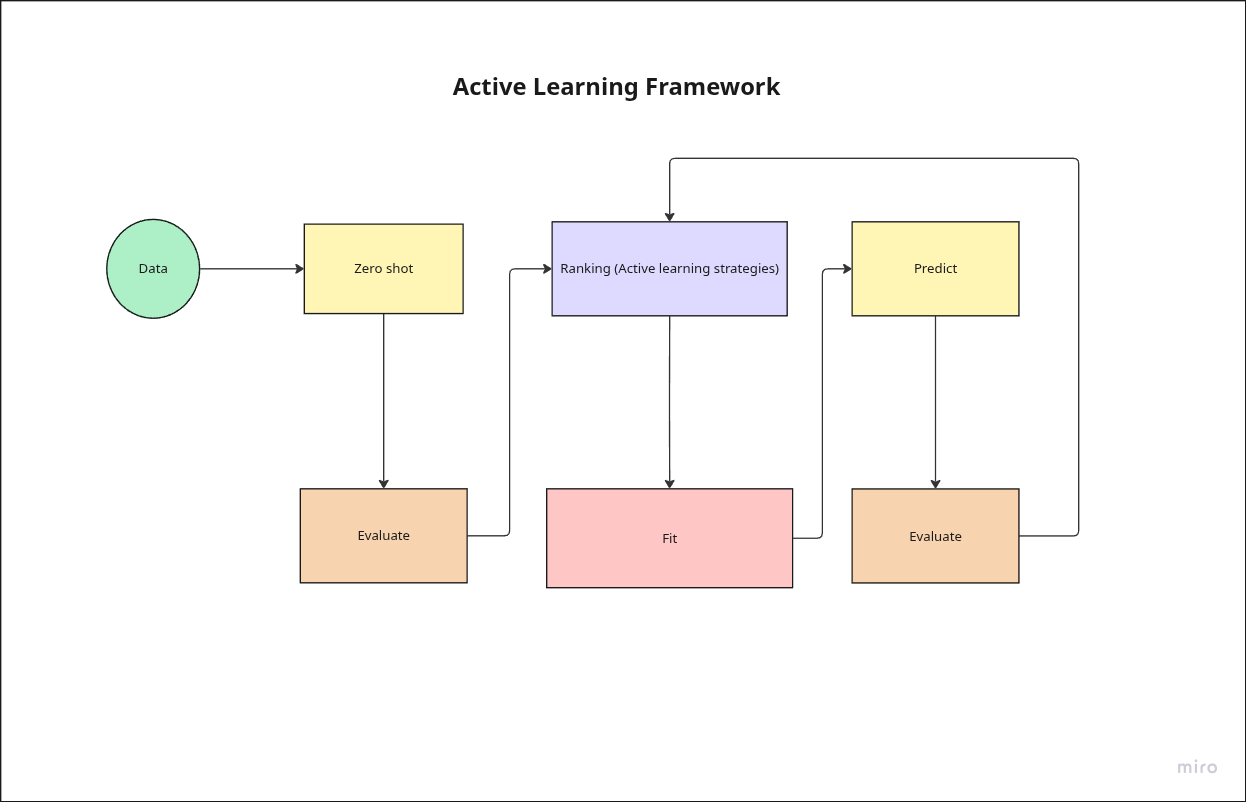 Active Learning Framework
Data
Zero shot
Ranking (Active learning strategies)
Predict
Evaluate
Fit
Evaluate
miro